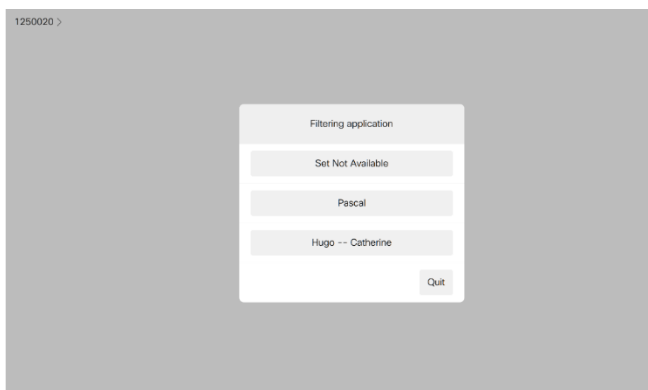 1250020 >
Filtering application
Set Not Available
Pascal
Hugo -- Catherine
Quit